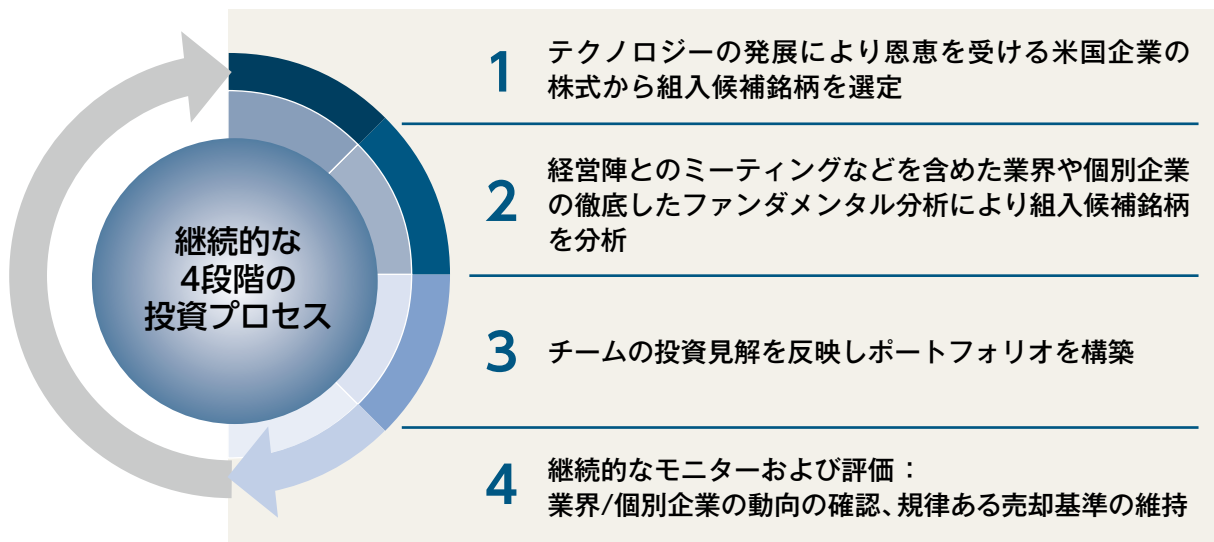 継続的な
4段階の
投資プロセス
1
テクノロジーの発展により恩恵を受ける米国企業の
株式から組入候補銘柄を選定
2
経営陣とのミーティングなどを含めた業界や個別企業
の徹底したファンダメンタル分析により組入候補銘柄
を分析
3
チームの投資見解を反映しポートフォリオを構築
4
継続的なモニターおよび評価：
業界/個別企業の動向の確認、規律ある売却基準の維持